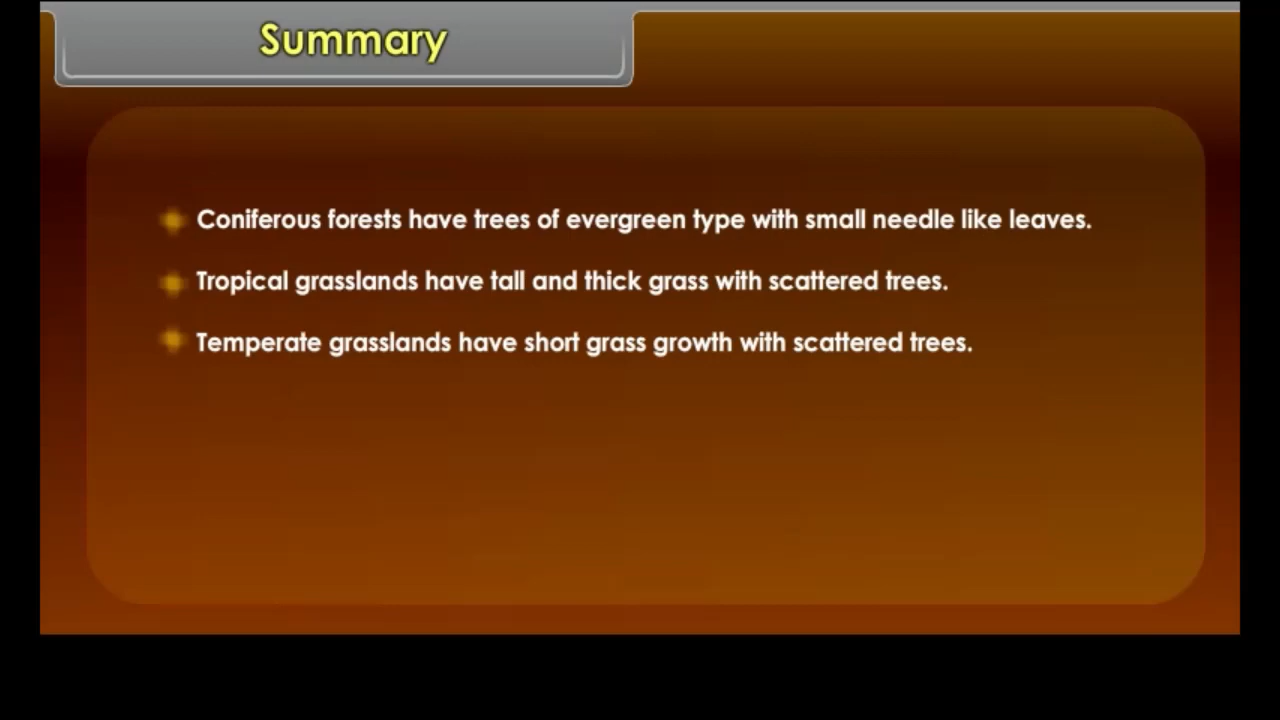 Summary
Coniferous forests have trees of evergreen type with small needle like leaves.
Tropical grasslands have tall and thick grass with scattered trees.
Temperate grasslands have short grass growth with scattered trees.